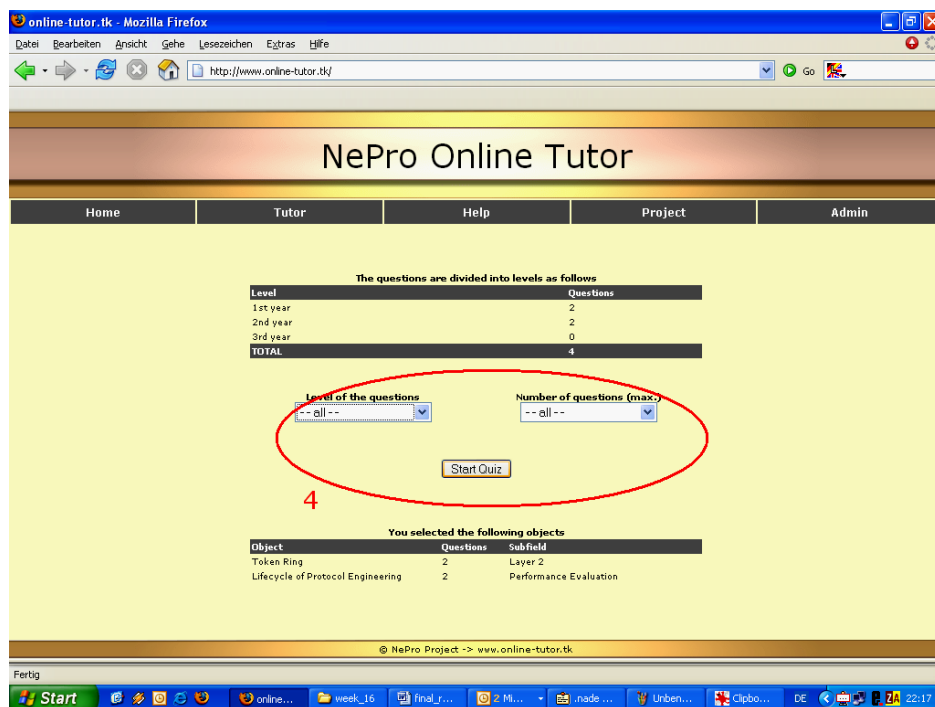 online-tutor.tk - Mozilla Firefox
Datei Bearbeiten Ansicht Gehe Lesezeichen Extras Hilfe
http://www.online-tutor.tk/ Go
NePro Online Tutor
Home Tutor Help Project Admin
The questions are divided into levels as follows
Level Questions
1st year 2
2nd year 2
3rd year 0
TOTAL 4
Level of the questions Number of questions (max.)
-- all -- -- all --
Start Quiz
4
You selected the following objects
Object Questions Subfield
Token Ring 2 Layer 2
Lifecycle of Protocol Engineering 2 Performance Evaluation
© NePro Project -> www.online-tutor.tk
Fertig
Start online... week_16 final_r... 2 Mi... .nade ... Unben... Clipbo... DE ZA 22:17